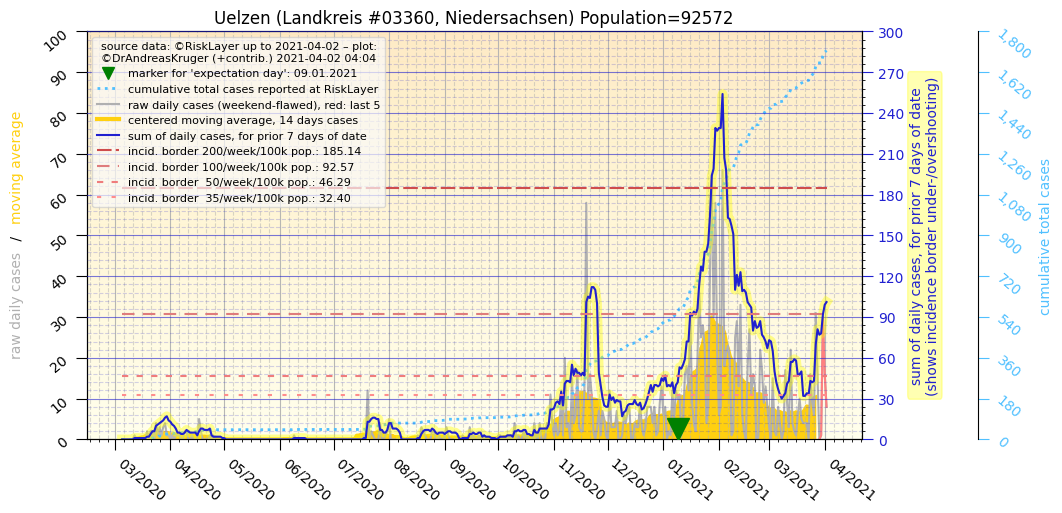 Uelzen (Landkreis #03360, Niedersachsen) Population=92572
source data: ©RiskLayer up to 2021-04-02 – plot:
©DrAndreasKruger (+contrib.) 2021-04-02 04:04
marker for 'expectation day': 09.01.2021
cumulative total cases reported at RiskLayer
raw daily cases (weekend-flawed), red: last 5
centered moving average, 14 days cases
sum of daily cases, for prior 7 days of date
incid. border 200/week/100k pop.: 185.14
incid. border 100/week/100k pop.: 92.57
incid. border  50/week/100k pop.: 46.29
incid. border  35/week/100k pop.: 32.40
raw daily cases / moving average
100
90
80
70
60
50
40
30
20
10
0
03/2020
04/2020
05/2020
06/2020
07/2020
08/2020
09/2020
10/2020
11/2020
12/2020
01/2021
02/2021
03/2021
04/2021
300
270
240
210
180
150
120
90
60
30
0
sum of daily cases, for prior 7 days of date
(shows incidence border under-/overshooting)
1,800
1,620
1,440
1,260
1,080
900
720
540
360
180
0
cumulative total cases